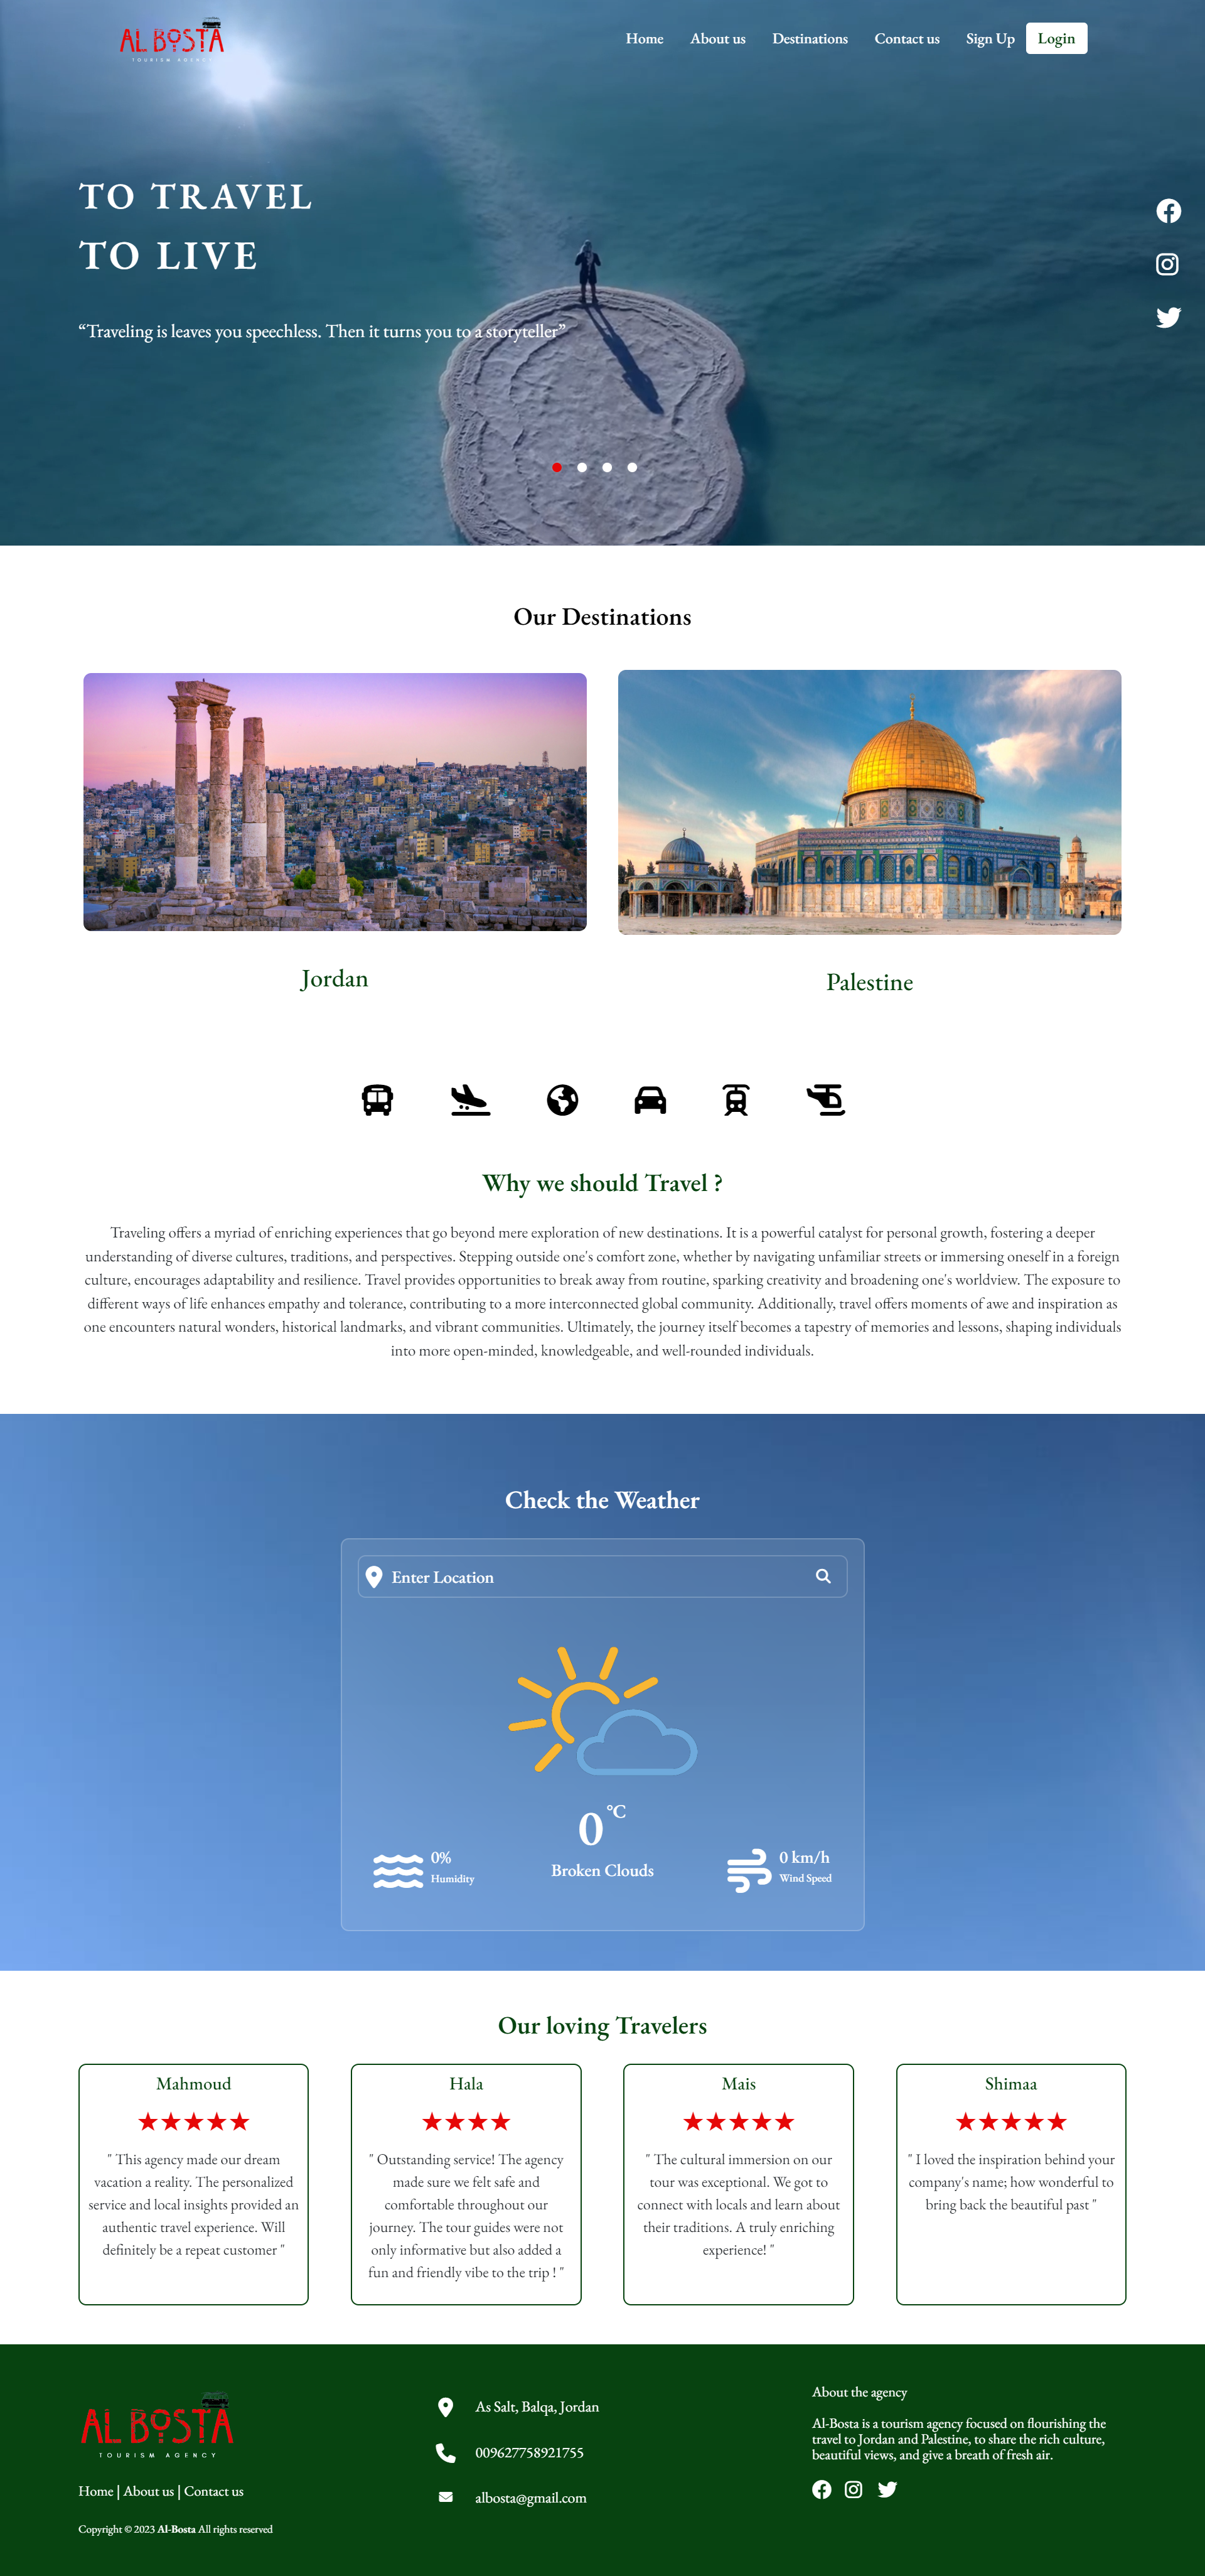 AL BOSTA
TOURISM AGENCY
Home
About us
Destinations
Contact us
Sign Up
Login
TO TRAVEL
TO LIVE
“Traveling is leaves you speechless. Then it turns you to a storyteller”
Our Destinations
Jordan
Palestine
Why we should Travel ?
Traveling offers a myriad of enriching experiences that go beyond mere exploration of new destinations. It is a powerful catalyst for personal growth, fostering a deeper
understanding of diverse cultures, traditions, and perspectives. Stepping outside one's comfort zone, whether by navigating unfamiliar streets or immersing oneself in a foreign
culture, encourages adaptability and resilience. Travel provides opportunities to break away from routine, sparking creativity and broadening one's worldview. The exposure to
different ways of life enhances empathy and tolerance, contributing to a more interconnected global community. Additionally, travel offers moments of awe and inspiration as
one encounters natural wonders, historical landmarks, and vibrant communities. Ultimately, the journey itself becomes a tapestry of memories and lessons, shaping individuals
into more open-minded, knowledgeable, and well-rounded individuals.
Check the Weather
Enter Location
0 °C
Broken Clouds
0%
Humidity
0 km/h
Wind Speed
Our loving Travelers
Mahmoud
★★★★★
" This agency made our dream
vacation a reality. The personalized
service and local insights provided an
authentic travel experience. Will
definitely be a repeat customer "
Hala
★★★★
" Outstanding service! The agency
made sure we felt safe and
comfortable throughout our
journey. The tour guides were not
only informative but also added a
fun and friendly vibe to the trip ! "
Mais
★★★★★
" The cultural immersion on our
tour was exceptional. We got to
connect with locals and learn about
their traditions. A truly enriching
experience! "
Shimaa
★★★★★
" I loved the inspiration behind your
company's name; how wonderful to
bring back the beautiful past "
AL BOSTA
TOURISM AGENCY
Home | About us | Contact us
Copyright © 2023 Al-Bosta All rights reserved
As Salt, Balqa, Jordan
009627758921755
albosta@gmail.com
About the agency
Al-Bosta is a tourism agency focused on flourishing the
travel to Jordan and Palestine, to share the rich culture,
beautiful views, and give a breath of fresh air.